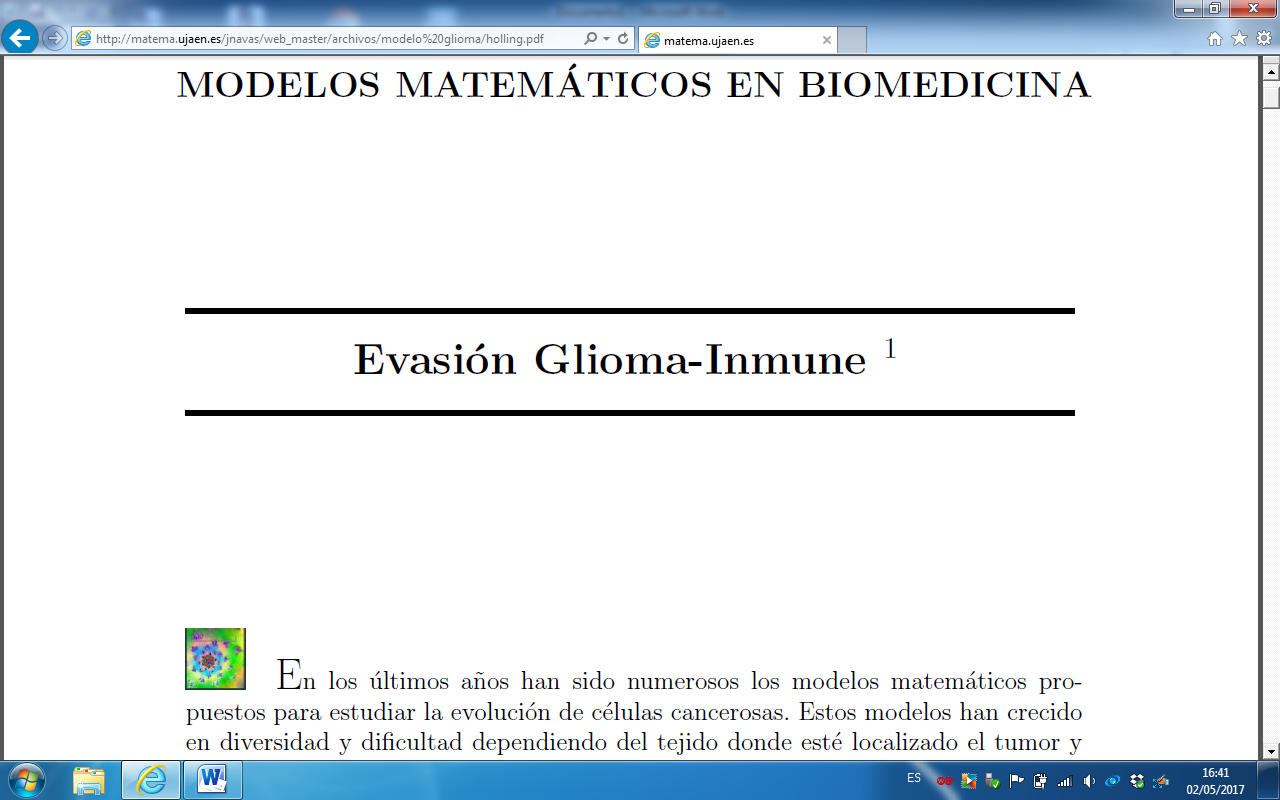 http://matema.ujaen.es/jnavas/web_master/archivos/modelo%20glioma/holling.pdf
matema.ujaen.es
MODELOS MATEMÁTICOS EN BIOMEDICINA
Evasión Glioma-Inmune 1
En los últimos años han sido numerosos los modelos matemáticos pro-
puestos para estudiar la evolución de células cancerosas. Estos modelos han crecido
en diversidad y dificultad dependiendo del tejido donde esté localizado el tumor y
ES
16:41
02/05/2017